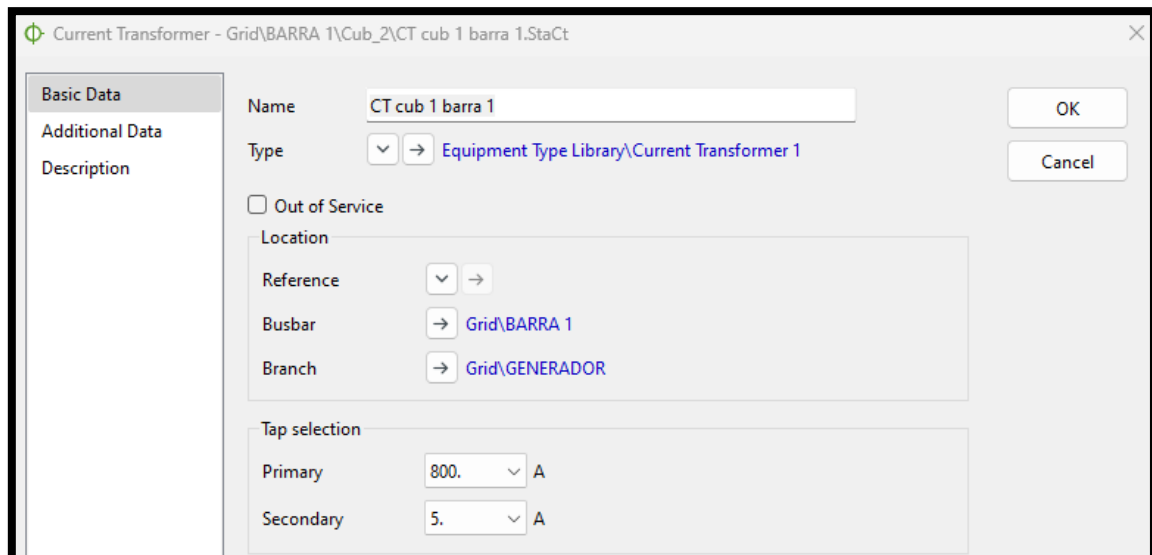 Current Transformer - Grid\BARRA 1\Cub_2\CT cub 1 barra 1.StaCt
Basic Data
Additional Data
Description
Name CT cub 1 barra 1
Type Equipment Type Library\Current Transformer 1
Out of Service
Location
Reference
Busbar Grid\BARRA 1
Branch Grid\GENERADOR
Tap selection
Primary 800. A
Secondary 5. A
OK
Cancel